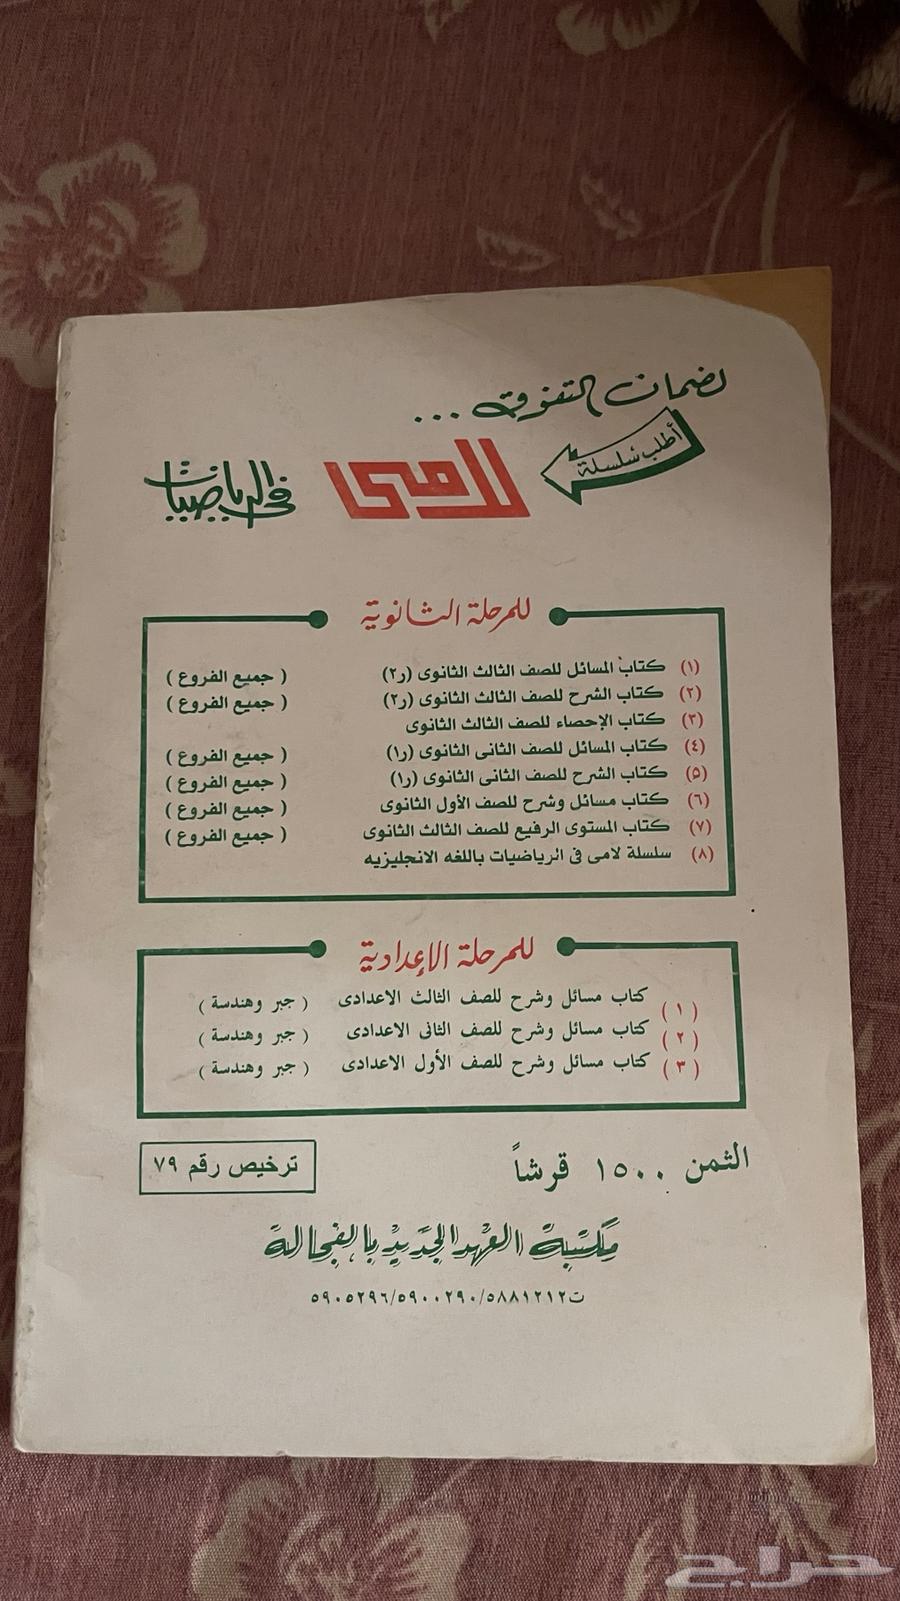 لضمان التفوق ...
أطلب سلسلة
لامى
فى الرياضيات
للمرحلة الثانوية
(١) كتاب المسائل للصف الثالث الثانوى (ر٢) ( جميع الفروع )
(٢) كتاب الشرح للصف الثالث الثانوى (ر٢) ( جميع الفروع )
(٣) كتاب الإحصاء للصف الثالث الثانوى
(٤) كتاب المسائل للصف الثانى الثانوى (ر١) ( جميع الفروع )
(٥) كتاب الشرح للصف الثانى الثانوى (ر١) ( جميع الفروع )
(٦) كتاب مسائل وشرح للصف الأول الثانوى ( جميع الفروع )
(٧) كتاب المستوى الرفيع للصف الثالث الثانوى ( جميع الفروع )
(٨) سلسلة لامى فى الرياضيات باللغه الانجليزيه
للمرحلة الإعدادية
( ١ ) كتاب مسائل وشرح للصف الثالث الاعدادى ( جبر وهندسة )
( ٢ ) كتاب مسائل وشرح للصف الثانى الاعدادى ( جبر وهندسة )
( ٣ ) كتاب مسائل وشرح للصف الأول الاعدادى ( جبر وهندسة )
الثمن ١٥٠٠ قرشاً
ترخيص رقم ٧٩
مكتبة العهد الجديد بالفجالة
ت٥٨٨١٢١٢/٥٩٠٠٢٩٠/٥٩٠٥٢٩٦
حراج